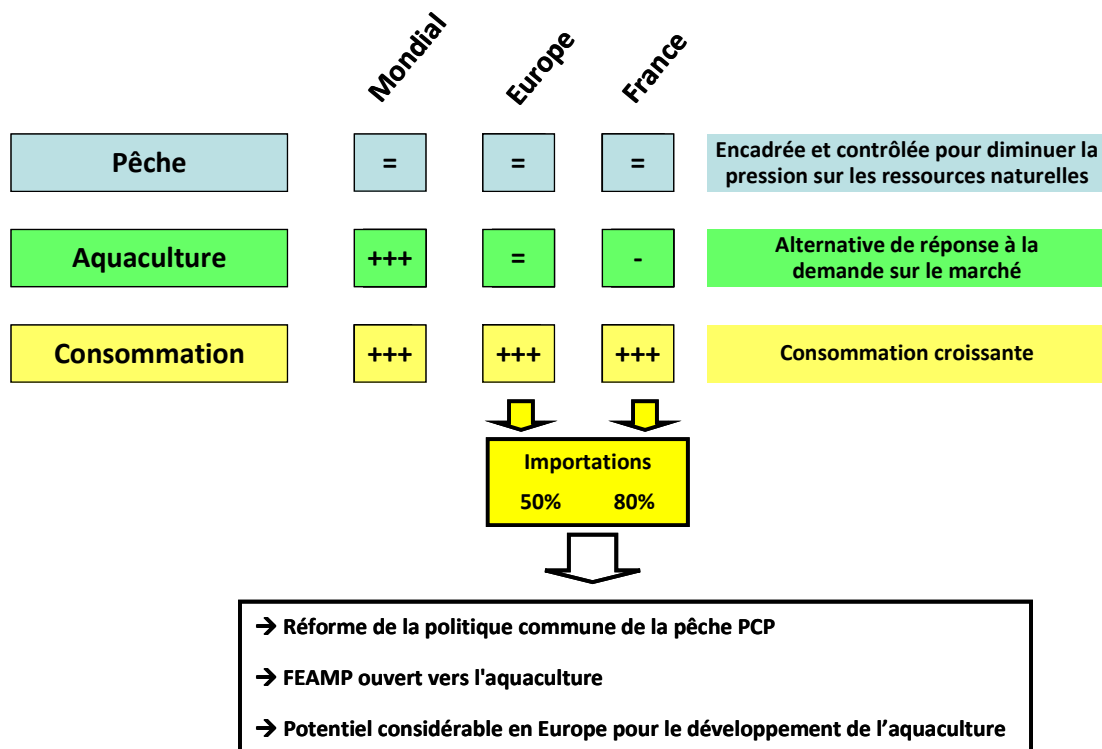 Mondial Europe France
Pêche = = = Encadrée et contrôlée pour diminuer la
pression sur les ressources naturelles
Aquaculture +++ = - Alternative de réponse à la
demande sur le marché
Consommation +++ +++ +++ Consommation croissante
Importations
50% 80%
→ Réforme de la politique commune de la pêche PCP
→ FEAMP ouvert vers l'aquaculture
→ Potentiel considérable en Europe pour le développement de l’aquaculture